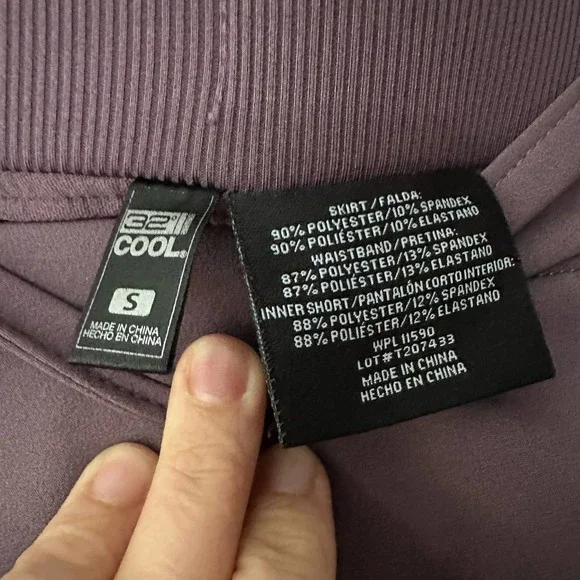 32°
COOL®
S
MADE IN CHINA
HECHO EN CHINA
SKIRT/FALDA:
90% POLYESTER/10% SPANDEX
90% POLIÉSTER/10% ELASTANO
WAISTBAND/PRETINA:
87% POLYESTER/13% SPANDEX
87% POLIÉSTER/13% ELASTANO
INNER SHORT/PANTALÓN CORTO INTERIOR:
88% POLYESTER/12% SPANDEX
88% POLIÉSTER/12% ELASTANO
WPL 11590
LOT#T207433
MADE IN CHINA
HECHO EN CHINA